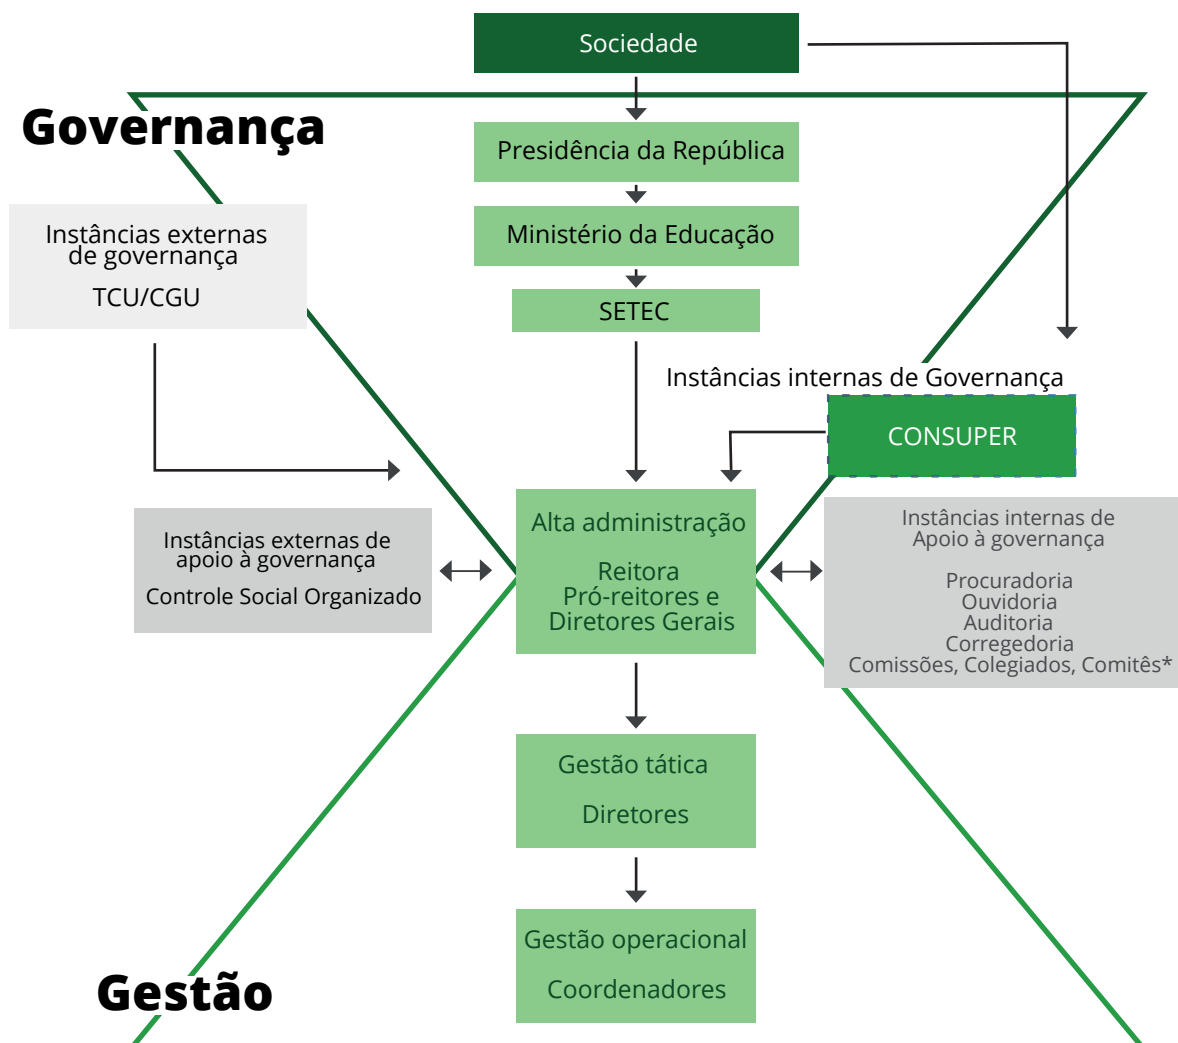 Sociedade
Governança
Presidência da República
Ministério da Educação
SETEC
Instâncias externas
de governança
TCU/CGU
Instâncias internas de Governança
CONSUPER
Instâncias externas de
apoio à governança
Controle Social Organizado
Alta administração
Reitora
Pró-reitores e
Diretores Gerais
Instâncias internas de
Apoio à governança
Procuradoria
Ouvidoria
Auditoria
Corregedoria
Comissões, Colegiados, Comitês*
Gestão tática
Diretores
Gestão operacional
Coordenadores
Gestão